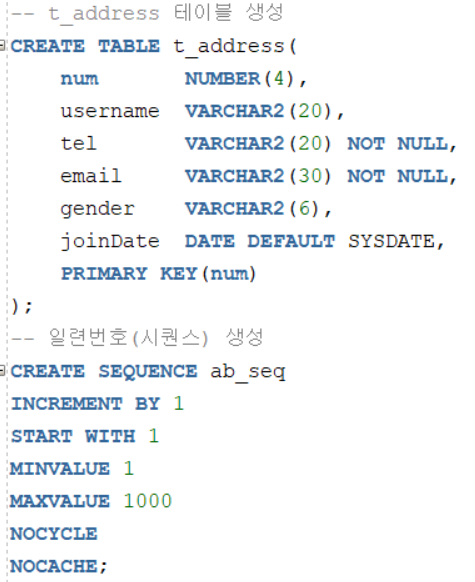 -- t_address 테이블 생성
CREATE TABLE t_address(
num NUMBER(4),
username VARCHAR2(20),
tel VARCHAR2(20) NOT NULL,
email VARCHAR2(30) NOT NULL,
gender VARCHAR2(6),
joinDate DATE DEFAULT SYSDATE,
PRIMARY KEY(num)
);
-- 일련번호(시퀀스) 생성
CREATE SEQUENCE ab_seq
INCREMENT BY 1
START WITH 1
MINVALUE 1
MAXVALUE 1000
NOCYCLE
NOCACHE;